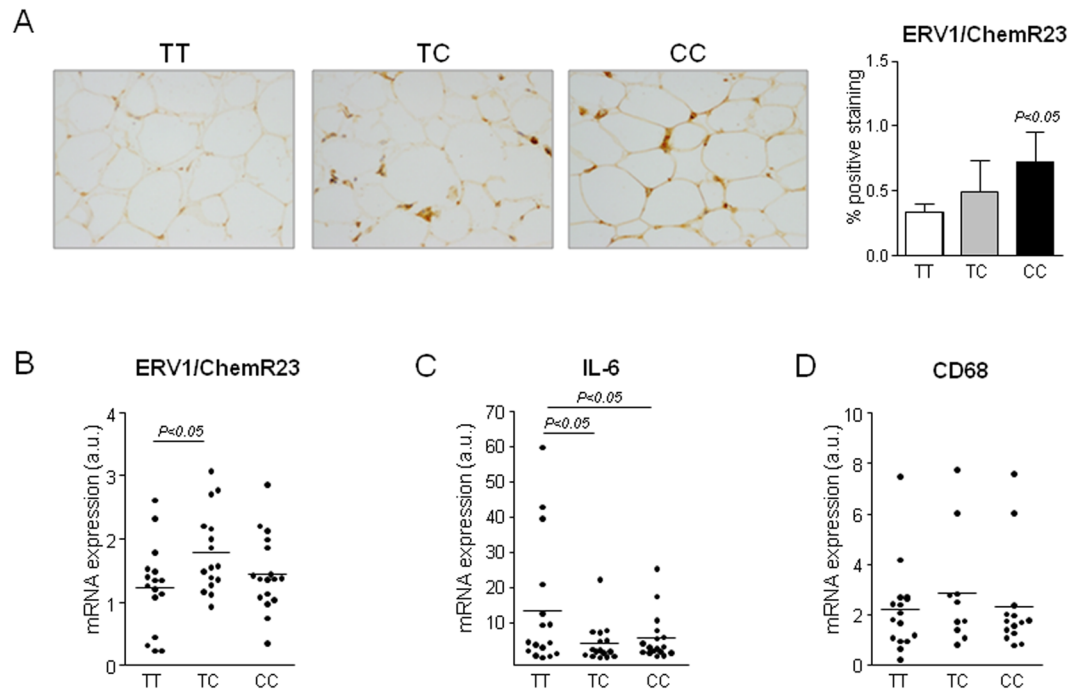 A
TT
TC
CC
ERV1/ChemR23
% positive staining
1.5
1.0
0.5
0.0
P<0.05
TT
TC
CC
B
ERV1/ChemR23
mRNA expression (a.u.)
4
3
2
1
0
P<0.05
TT
TC
CC
C
IL-6
mRNA expression (a.u.)
70
60
50
40
30
20
10
P<0.05
P<0.05
TT
TC
CC
D
CD68
mRNA expression (a.u.)
10
8
6
4
2
0
TT
TC
CC